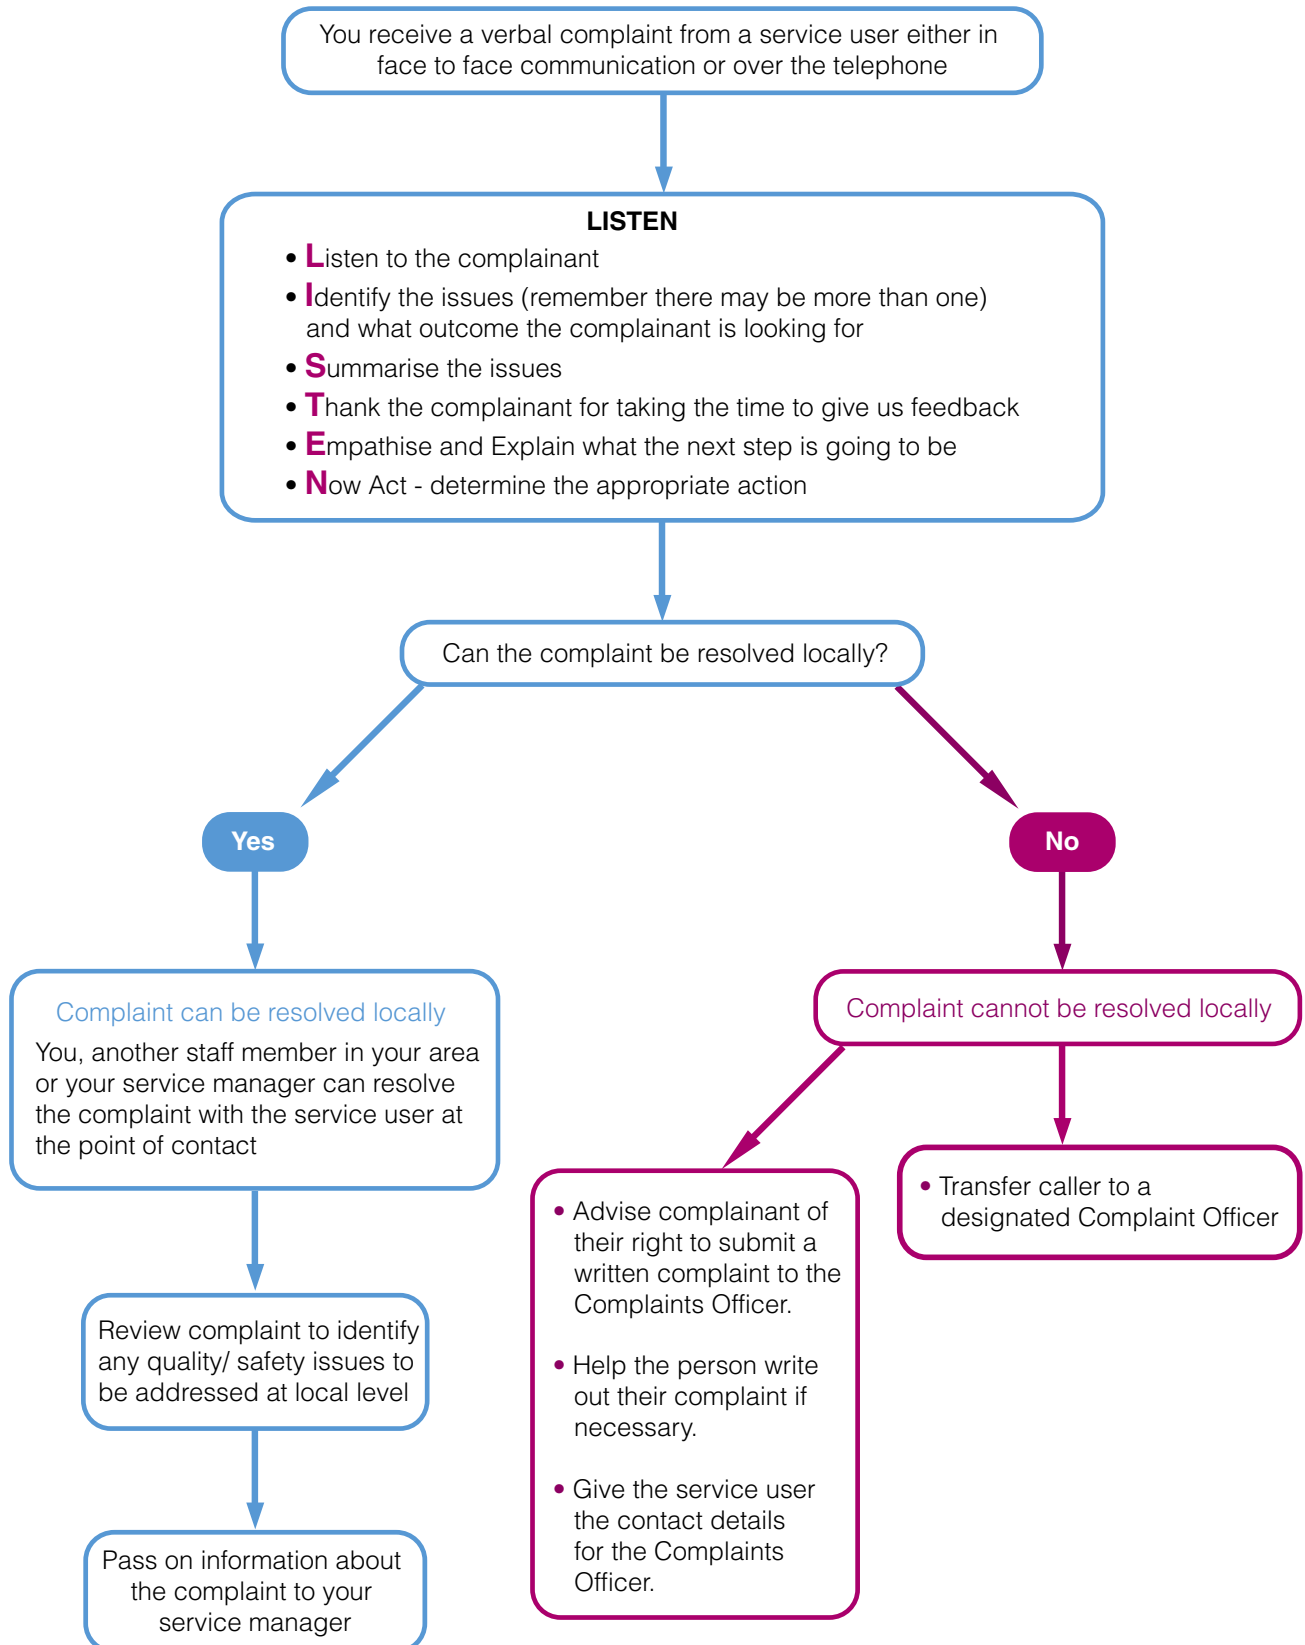 You receive a verbal complaint from a service user either in
face to face communication or over the telephone
LISTEN
• Listen to the complainant
• Identify the issues (remember there may be more than one)
and what outcome the complainant is looking for
• Summarise the issues
• Thank the complainant for taking the time to give us feedback
• Empathise and Explain what the next step is going to be
• Now Act - determine the appropriate action
Can the complaint be resolved locally?
Yes
No
Complaint can be resolved locally
You, another staff member in your area
or your service manager can resolve
the complaint with the service user at
the point of contact
Review complaint to identify
any quality/ safety issues to
be addressed at local level
Pass on information about
the complaint to your
service manager
Complaint cannot be resolved locally
• Advise complainant of
their right to submit a
written complaint to the
Complaints Officer.
• Help the person write
out their complaint if
necessary.
• Give the service user
the contact details
for the Complaints
Officer.
• Transfer caller to a
designated Complaint Officer